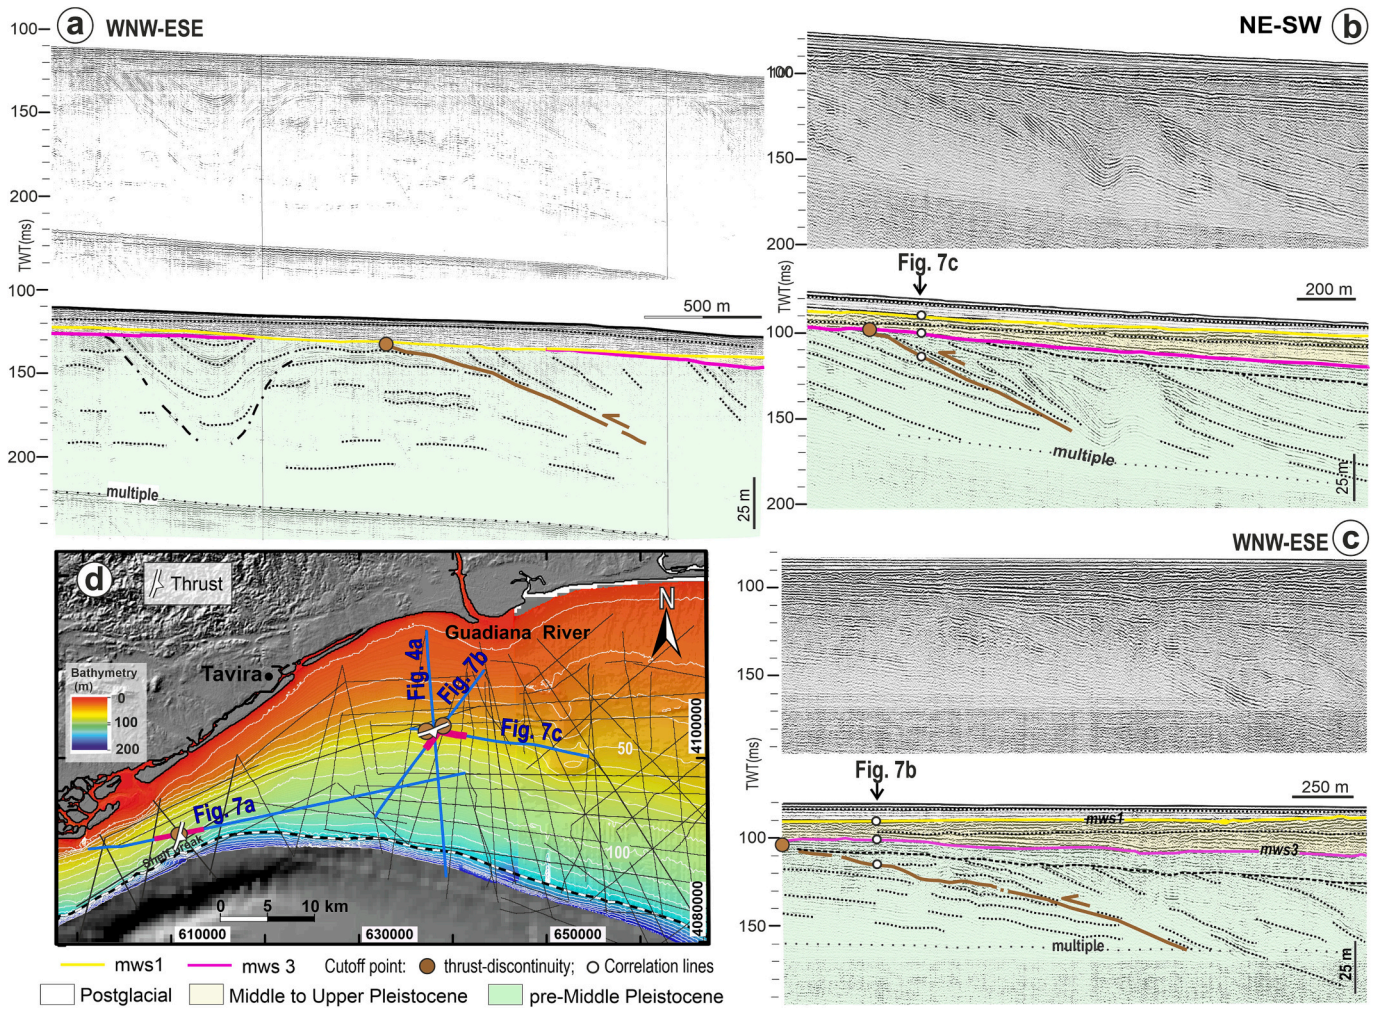 a WNW-ESE
100
150
200
TWT(ms)
NE-SW b
100
150
200
TWT(ms)
100
150
200
500 m
multiple
25 m
Fig. 7c
200 m
100
150
200
multiple
25 m
WNW-ESE c
100
150
TWT(ms)
Fig. 7b
250 m
mws1
mws3
100
150
multiple
25 m
d
Thrust
N
Guadiana River
Tavira
Fig. 4a
Fig. 7b
Fig. 7c
Fig. 7a
Bathymetry
(m)
0
100
200
50
100
Shelf break
0 5 10 km
610000 630000 650000
4100000
4080000
mws1 mws 3 Cutoff point: thrust-discontinuity; Correlation lines
Postglacial Middle to Upper Pleistocene pre-Middle Pleistocene